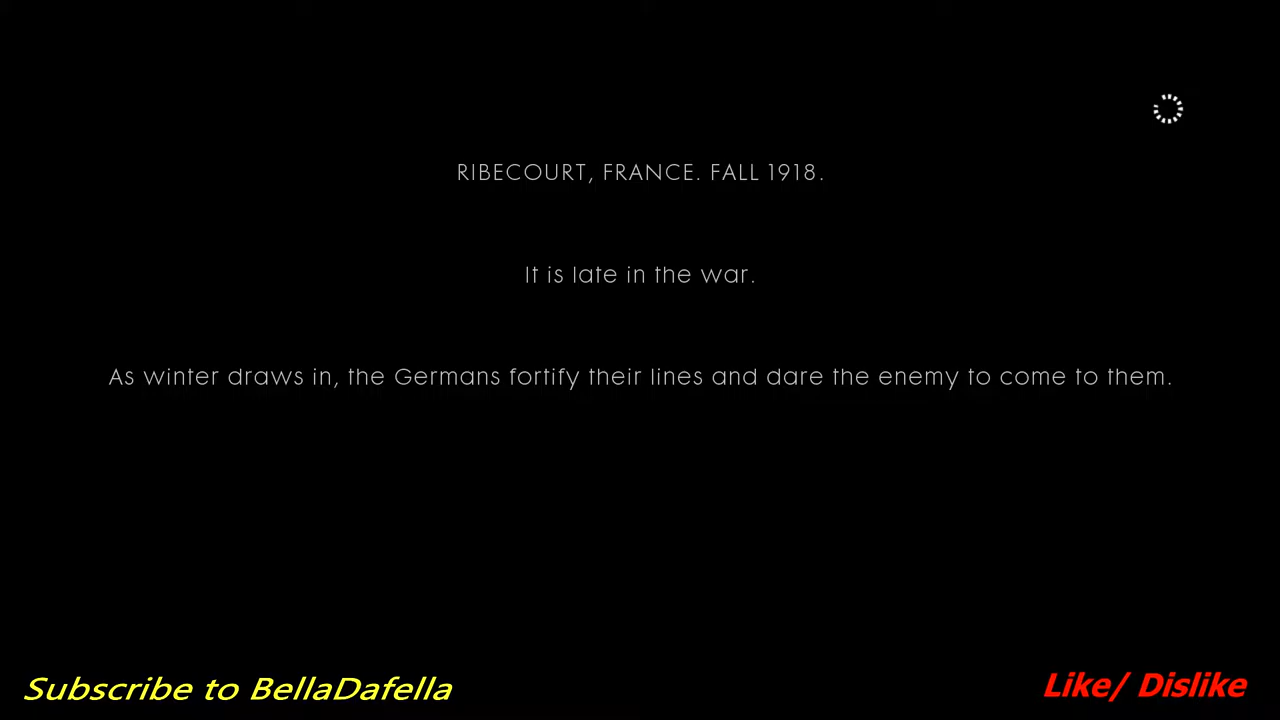 RIBECOURT, FRANCE. FALL 1918.
It is late in the war.
As winter draws in, the Germans fortify their lines and dare the enemy to come to them.
Subscribe to BellaDafella
Like/ Dislike